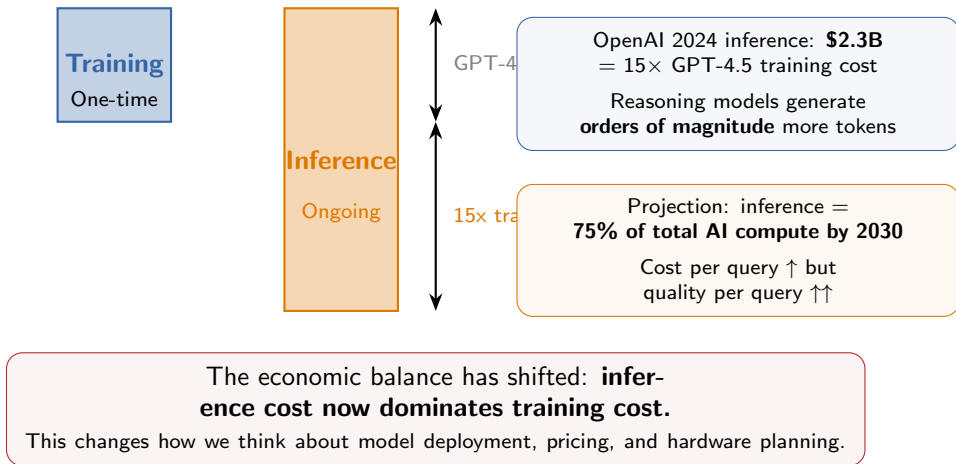 Training
One-time
Inference
Ongoing
GPT-4
15x tra
OpenAI 2024 inference: $2.3B
= 15× GPT-4.5 training cost
Reasoning models generate
orders of magnitude more tokens
Projection: inference =
75% of total AI compute by 2030
Cost per query ↑ but
quality per query ↑↑
The economic balance has shifted: infer-
ence cost now dominates training cost.
This changes how we think about model deployment, pricing, and hardware planning.